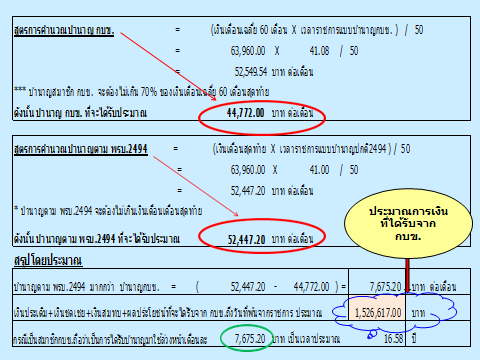 สูตรการคำนวณบำนาญ กบข. = (เงินเดือนเฉลี่ย 60 เดือน X เวลาราชการแบบบำนาญกบข. ) / 50
= 63,960.00 X 41.08 / 50
= 52,549.54 บาท ต่อเดือน
*** บำนาญสมาชิก กบข. จะต้องไม่เกิน 70% ของเงินเดือนเฉลี่ย 60 เดือนสุดท้าย
ดังนั้น บำนาญ กบข. ที่จะได้รับประมาณ 44,772.00 บาท ต่อเดือน
สูตรการคำนวณบำนาญตาม พรบ.2494 = (เงินเดือนสุดท้าย X เวลาราชการแบบบำนาญปกติ2494 ) / 50
= 63,960.00 X 41.00 / 50
= 52,447.20 บาท ต่อเดือน
* บำนาญตาม พรบ.2494 จะต้องไม่เกินเงินเดือนเดือนสุดท้าย
ดังนั้น บำนาญตาม พรบ.2494 ที่จะได้รับประมาณ 52,447.20 บาท ต่อเดือน
ประมาณการเงิน
ที่ได้รับจาก
กบข.
สรุปโดยประมาณ
บำนาญตาม พรบ.2494 มากกว่า บำนาญกบข. = ( 52,447.20 - 44,772.00 ) = 7,675.20 บาท ต่อเดือน
เงินประเดิม+เงินชดเชย+เงินสมทบ+ผลประโยชน์ที่จะได้รับจาก กบข.ถึงวันที่พ้นจากราชการ ประมาณ 1,526,617.00 บาท
กรณีเป็นสมาชิกกบข.ถือว่าเป็นการได้รับบำนาญมาใช้ล่วงหน้าเดือนละ 7,675.20 บาท เป็นเวลาประมาณ 16.58 ปี